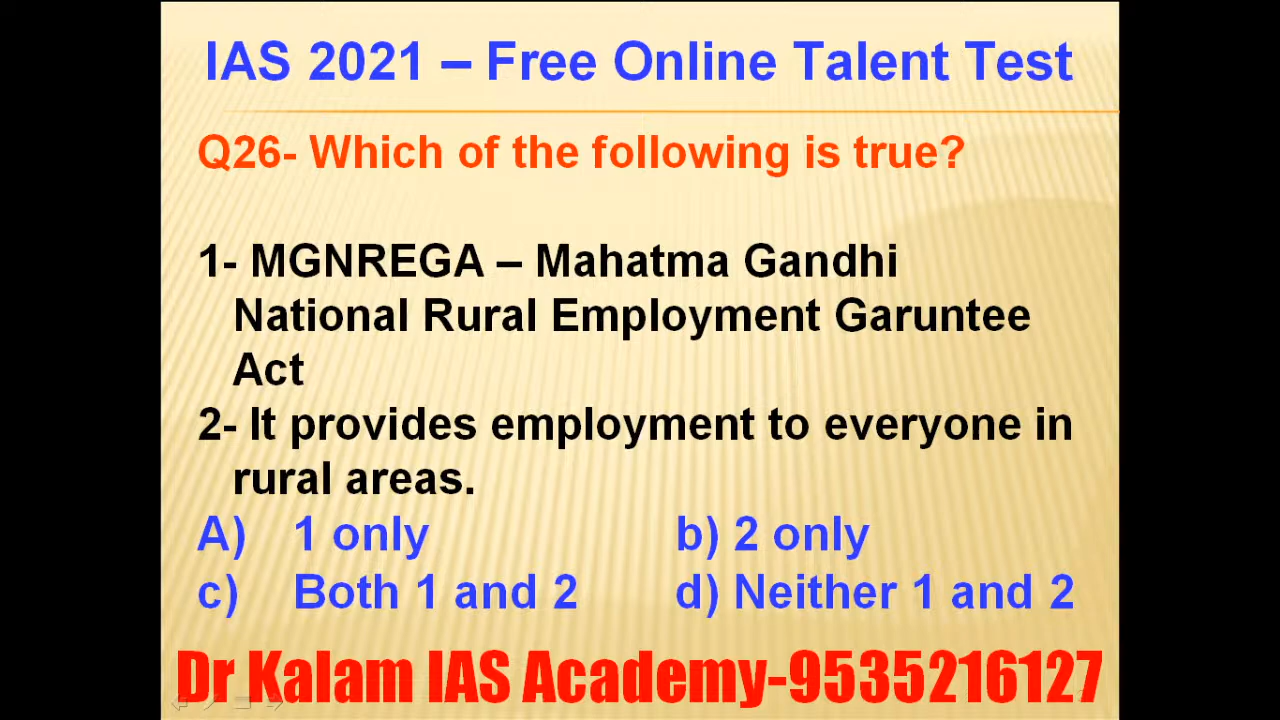 IAS 2021 – Free Online Talent Test
Q26- Which of the following is true?
1- MGNREGA – Mahatma Gandhi
National Rural Employment Garuntee
Act
2- It provides employment to everyone in
rural areas.
A) 1 only b) 2 only
c) Both 1 and 2 d) Neither 1 and 2
Dr Kalam IAS Academy-9535216127